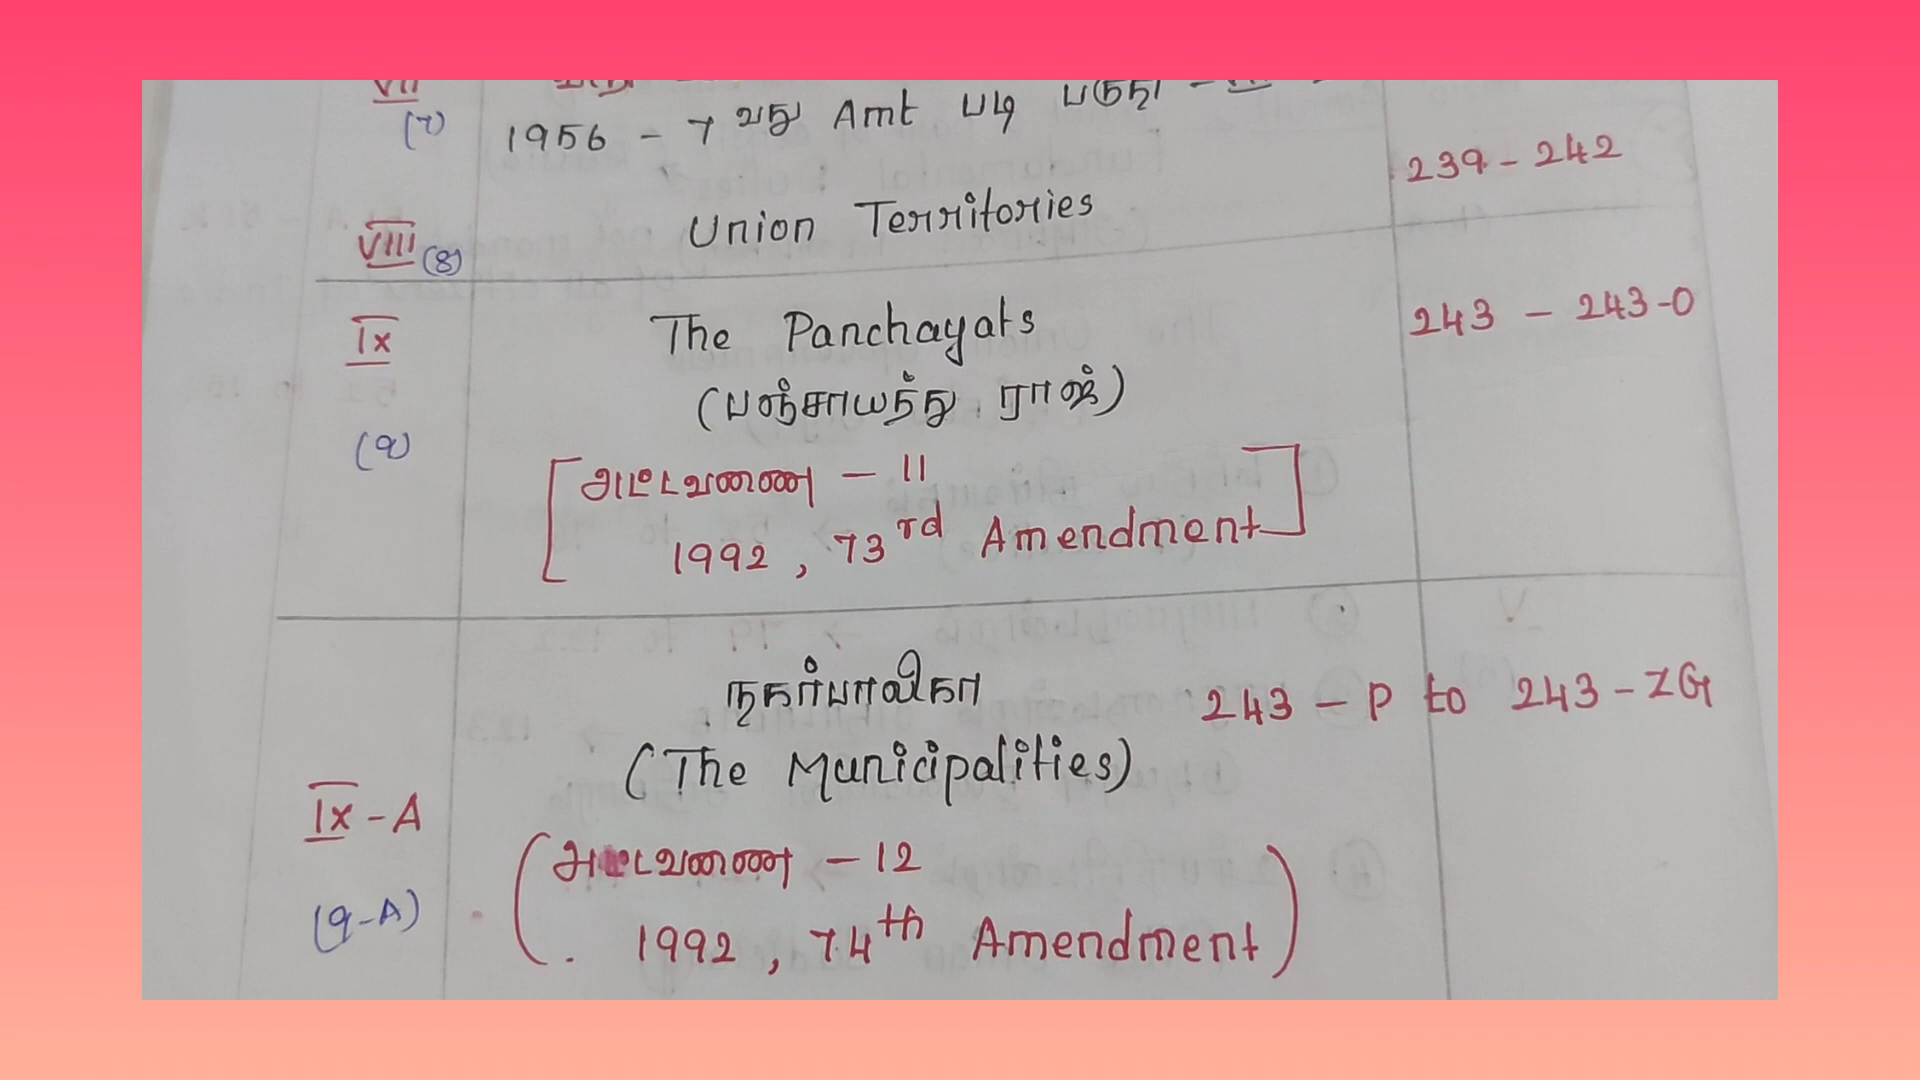 VII
(7)
1956 - 7 வது Amt படி பகுதி -
VIII (8) Union Territories 239 - 242
IX The Panchayats 243 - 243-O
(பஞ்சாயத்து ராஜ்)
(9)
[அட்டவணை - 11
1992, 73rd Amendment]
நகர்பாலிகா 243 - P to 243 - ZG
(The Municipalities)
IX - A
(அட்டவணை - 12
(9-A)
1992, 74th Amendment)